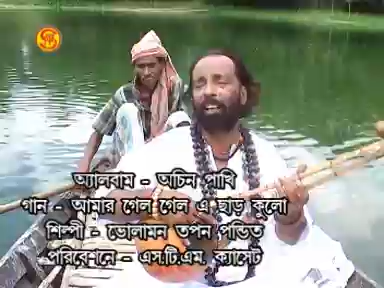 অ্যালবাম - অচিন পাখি
গান - আমার গেল গেল এ ছাড় কুলো
শিল্পী - ভোলামন তপন পন্ডিত
পরিবেশনে - এস.টি.এম. ক্যাসেট